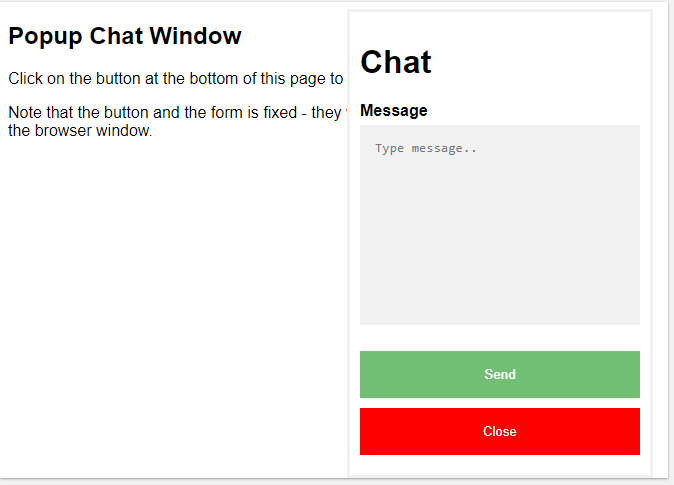 Popup Chat Window
Click on the button at the bottom of this page to
Note that the button and the form is fixed - they
the browser window.
Chat
Message
Type message..
Send
Close